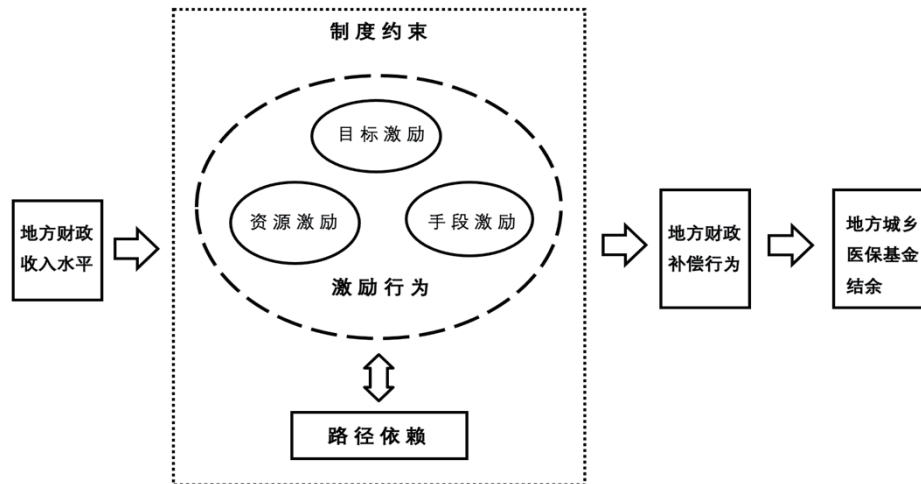 制度约束
目标激励
资源激励
手段激励
激励行为
路径依赖
地方财政
收入水平
地方财政
补偿行为
地方城乡
医保基金
结余